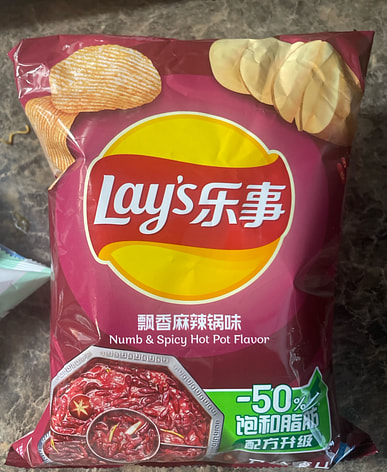 Lay's乐事
飘香麻辣锅味
Numb & Spicy Hot Pot Flavor
-50%
饱和脂肪
配方升级